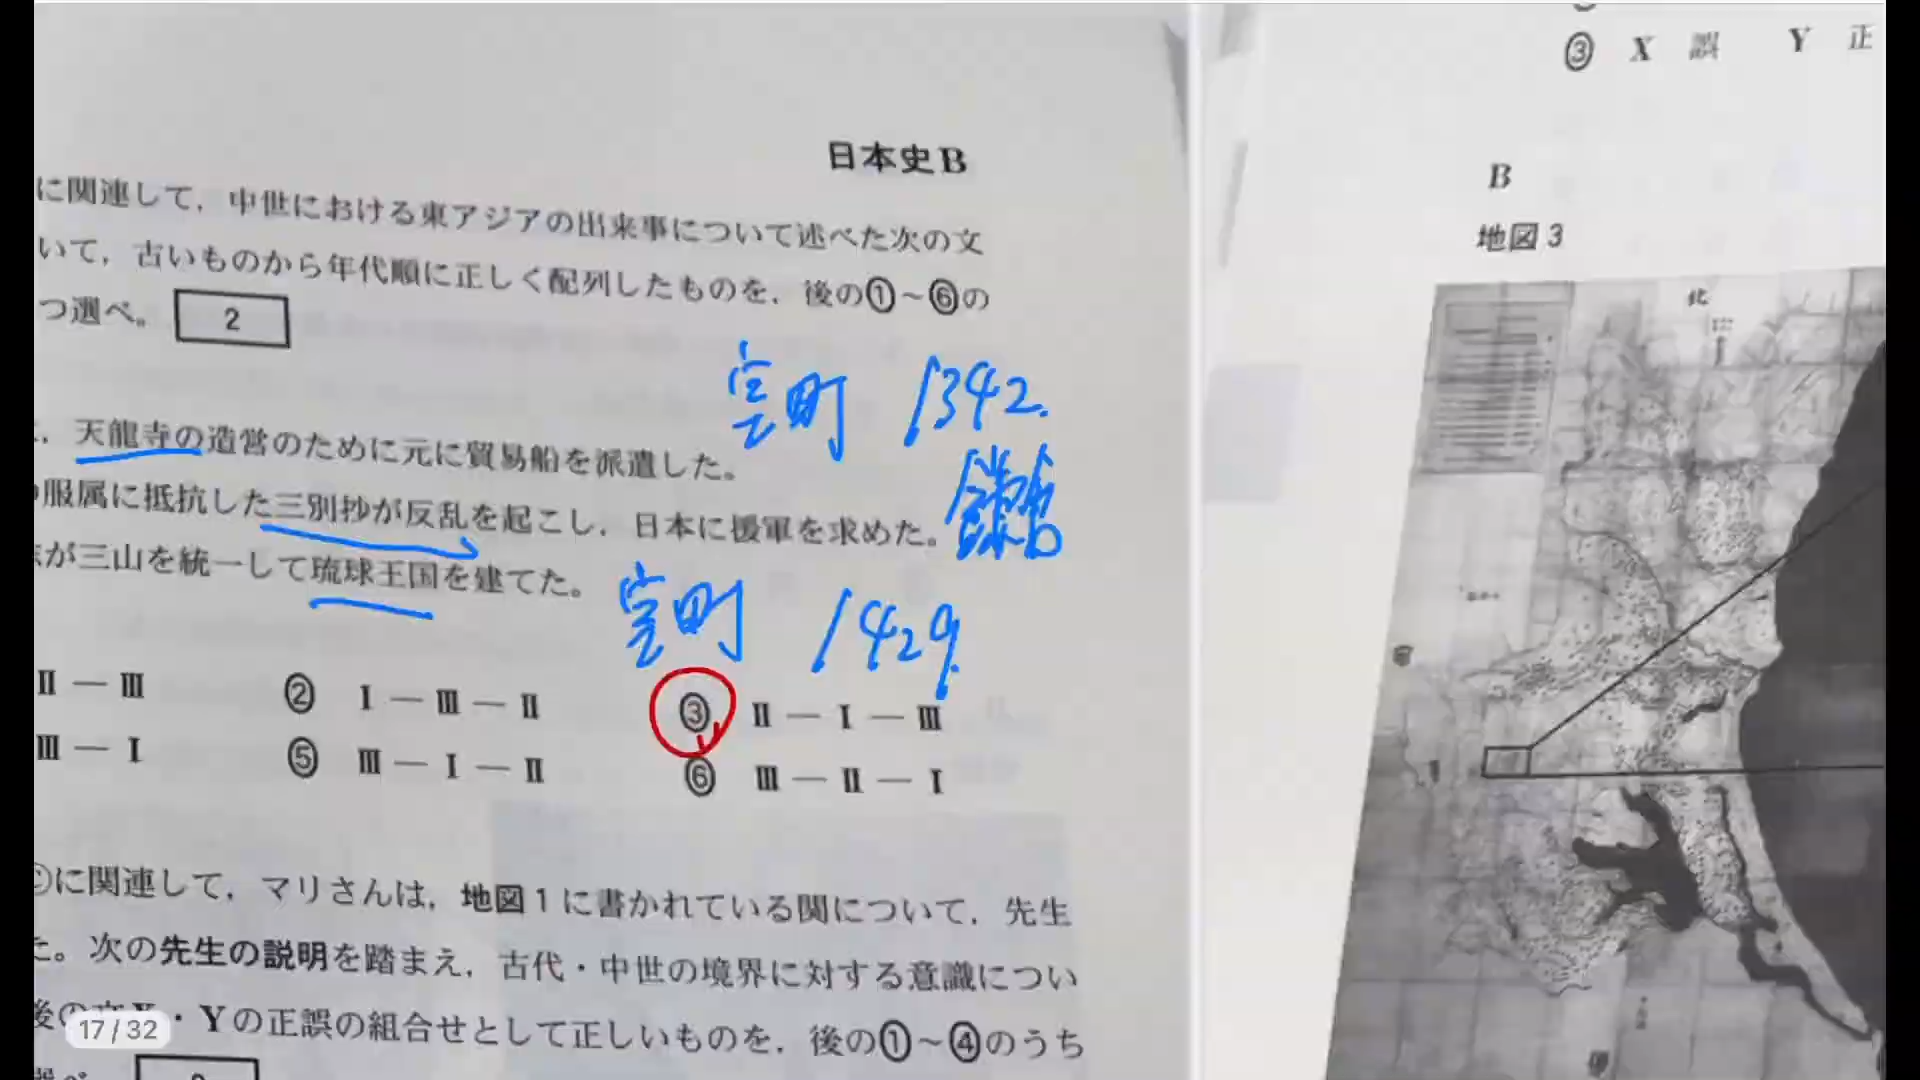 日本史B
に関連して，中世における東アジアの出来事について述べた次の文
いて，古いものから年代順に正しく配列したものを，後の①～⑥の
つ選べ。 2
天龍寺の造営のために元に貿易船を派遣した。
室町 1342.
服属に抵抗した三別抄が反乱を起こし，日本に援軍を求めた。
鎌倉
が三山を統一して琉球王国を建てた。
室町 1429.
Ⅱ ― Ⅲ ② Ⅰ ― Ⅲ ― Ⅱ ③ Ⅱ ― Ⅰ ― Ⅲ
Ⅲ ― Ⅰ ⑤ Ⅲ ― Ⅰ ― Ⅱ ⑥ Ⅲ ― Ⅱ ― Ⅰ
に関連して，マリさんは，地図1に書かれている関について，先生
た。次の先生の説明を踏まえ，古代・中世の境界に対する意識につい
後の文X・Yの正誤の組合せとして正しいものを，後の①～④のうち
17/32
③ X 誤 Y 正
B
地図3
北